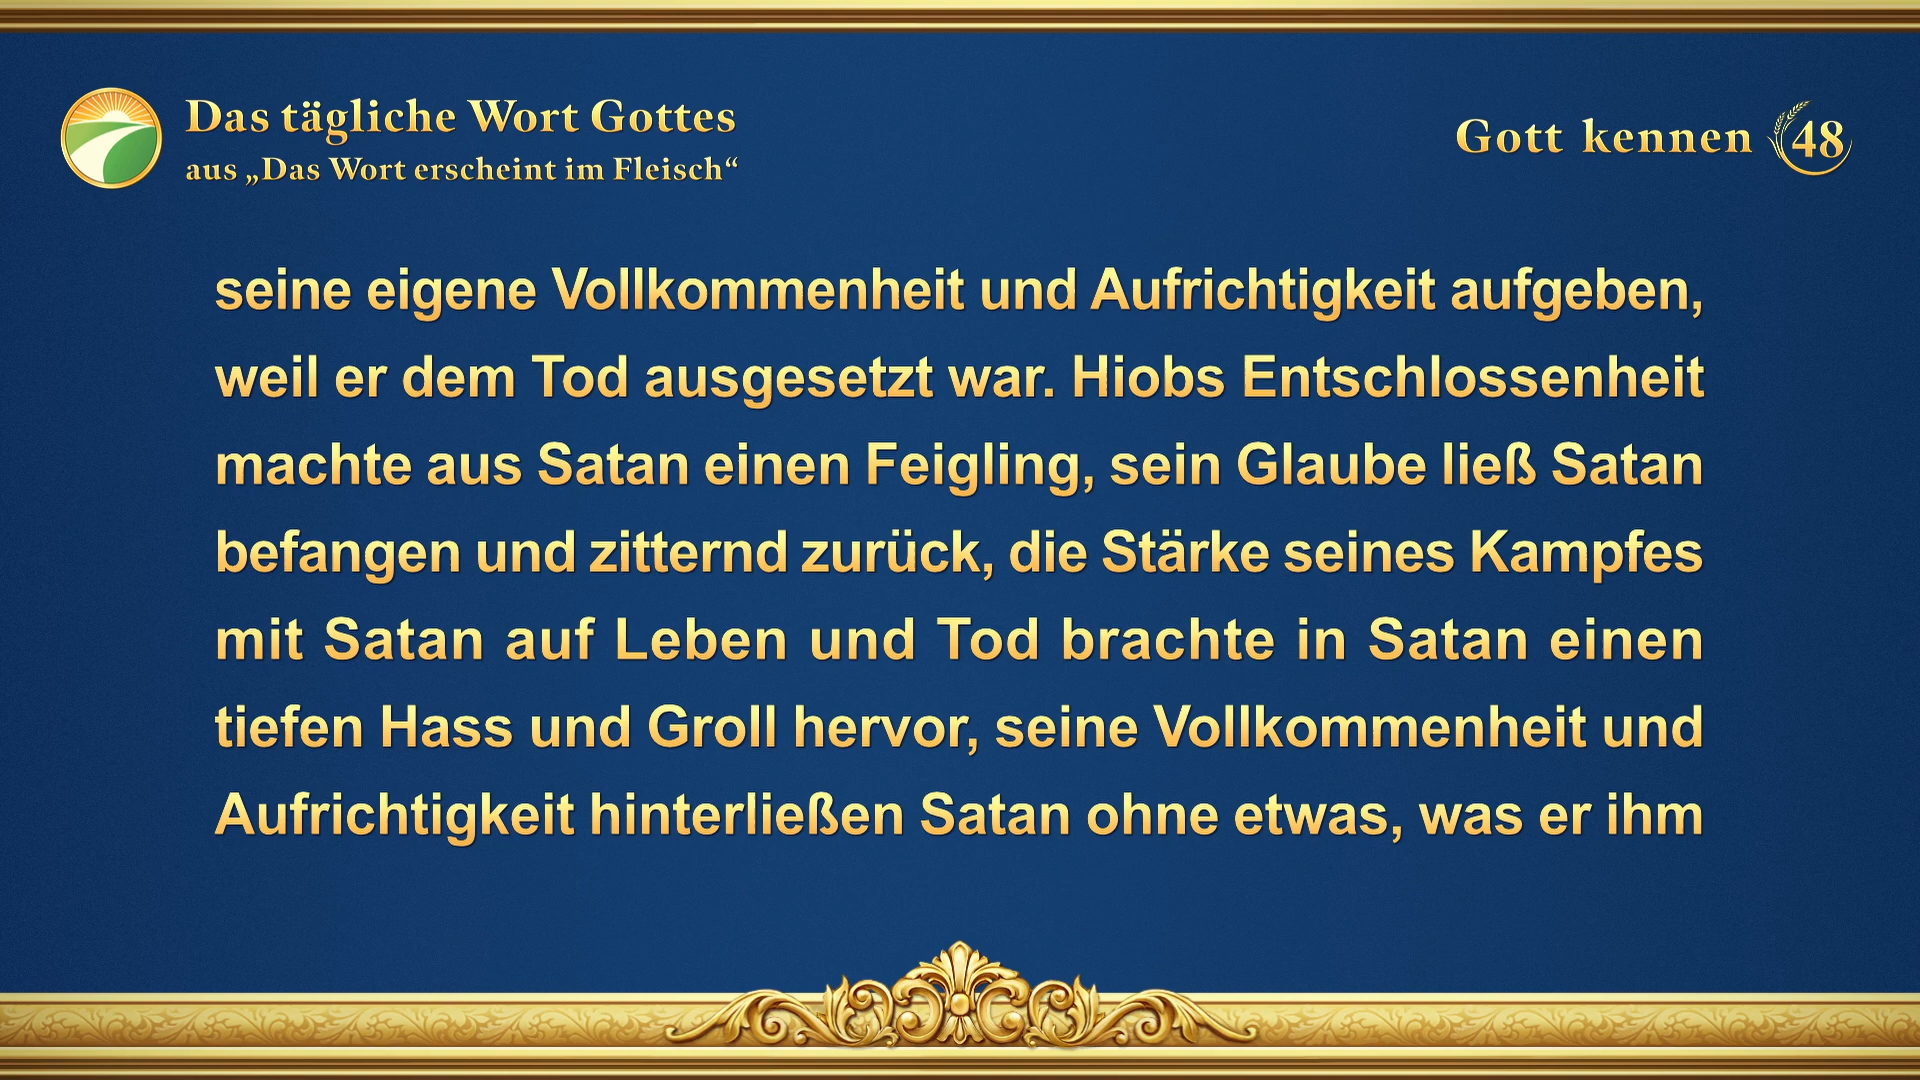 Das tägliche Wort Gottes
aus „Das Wort erscheint im Fleisch“
Gott kennen 48
seine eigene Vollkommenheit und Aufrichtigkeit aufgeben,
weil er dem Tod ausgesetzt war. Hiobs Entschlossenheit
machte aus Satan einen Feigling, sein Glaube ließ Satan
befangen und zitternd zurück, die Stärke seines Kampfes
mit Satan auf Leben und Tod brachte in Satan einen
tiefen Hass und Groll hervor, seine Vollkommenheit und
Aufrichtigkeit hinterließen Satan ohne etwas, was er ihm